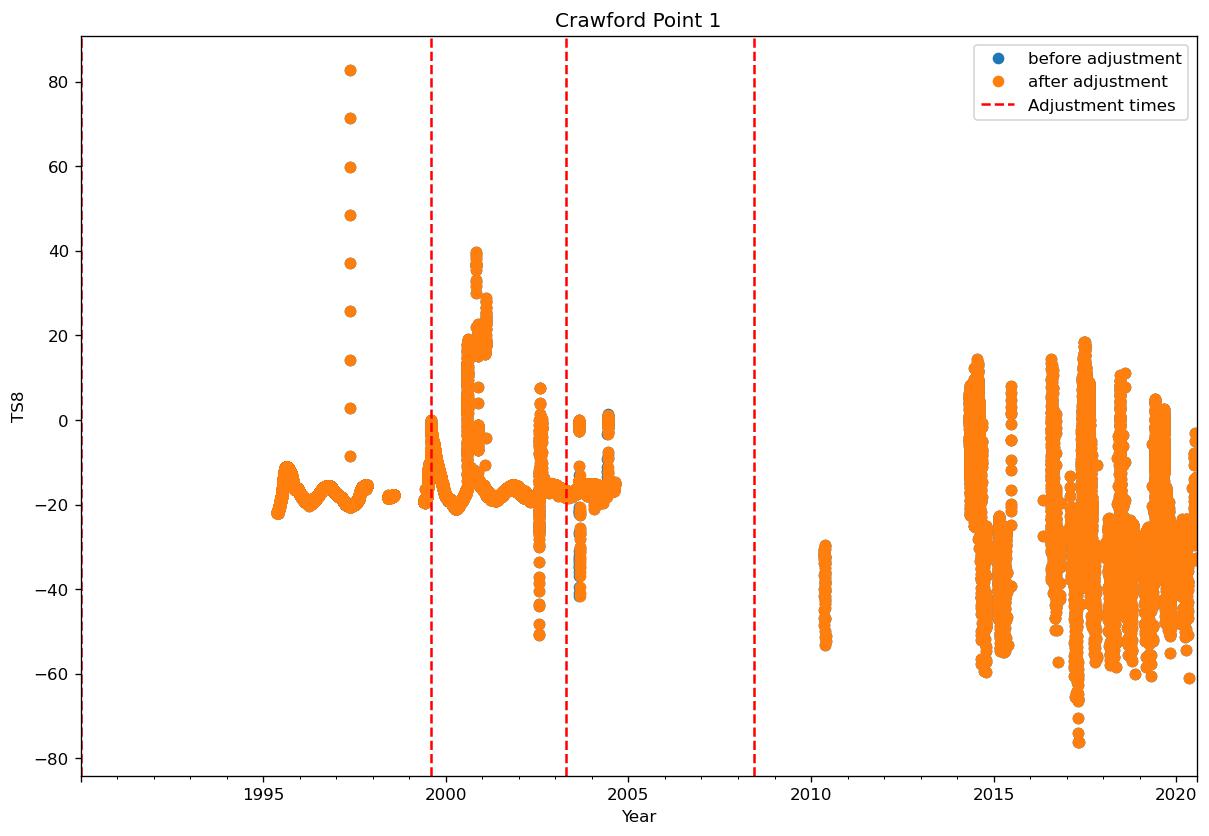 Crawford Point 1
before adjustment
after adjustment
Adjustment times
80
60
40
20
0
−20
−40
−60
−80
TS8
1995
2000
2005
2010
2015
2020
Year